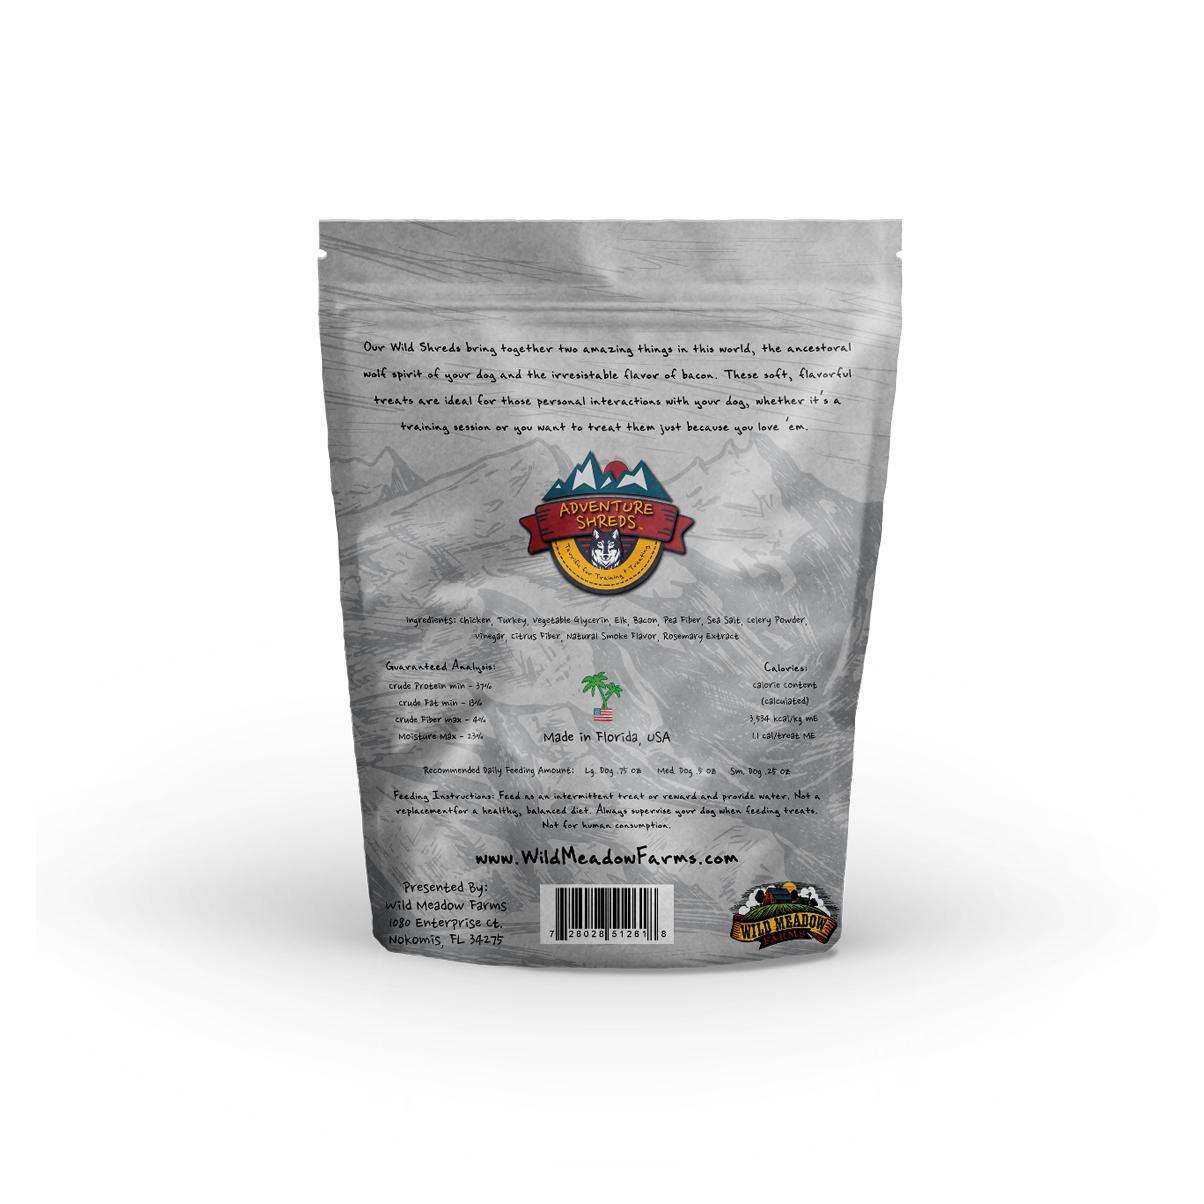 Our Wild Shreds bring together two amazing things in this world, the ancestoral
wolf spirit of your dog and the irresistable flavor of bacon. These soft, flavorful
treats are ideal for those personal interactions with your dog, whether it's a
training session or you want to treat them just because you love 'em.
ADVENTURE
SHREDS™
Terrific for Training & Treating
Ingredients: Chicken, Turkey, Vegetable Glycerin, Elk, Bacon, Pea Fiber, Sea Salt, Celery Powder,
Vinegar, Citrus Fiber, Natural Smoke Flavor, Rosemary Extract
Guaranteed Analysis:
Crude Protein min - 37%
Crude Fat min - 13%
Crude Fiber max - 4%
Moisture Max - 23%
Made in Florida, USA
Calories:
Calorie content
(calculated)
3,534 kcal/kg ME
1.1 cal/treat ME
Recommended Daily Feeding Amount: Lg. Dog .75 oz Med. Dog .5 oz Sm. Dog .25 oz
Feeding Instructions: Feed as an intermittent treat or reward and provide water. Not a
replacementfor a healthy, balanced diet. Always supervise your dog when feeding treats.
Not for human consumption.
www.WildMeadowFarms.com
Presented By:
Wild Meadow Farms
1080 Enterprise Ct.
Nokomis, FL 34275
7 28028 51261 8
WILD MEADOW
FARMS